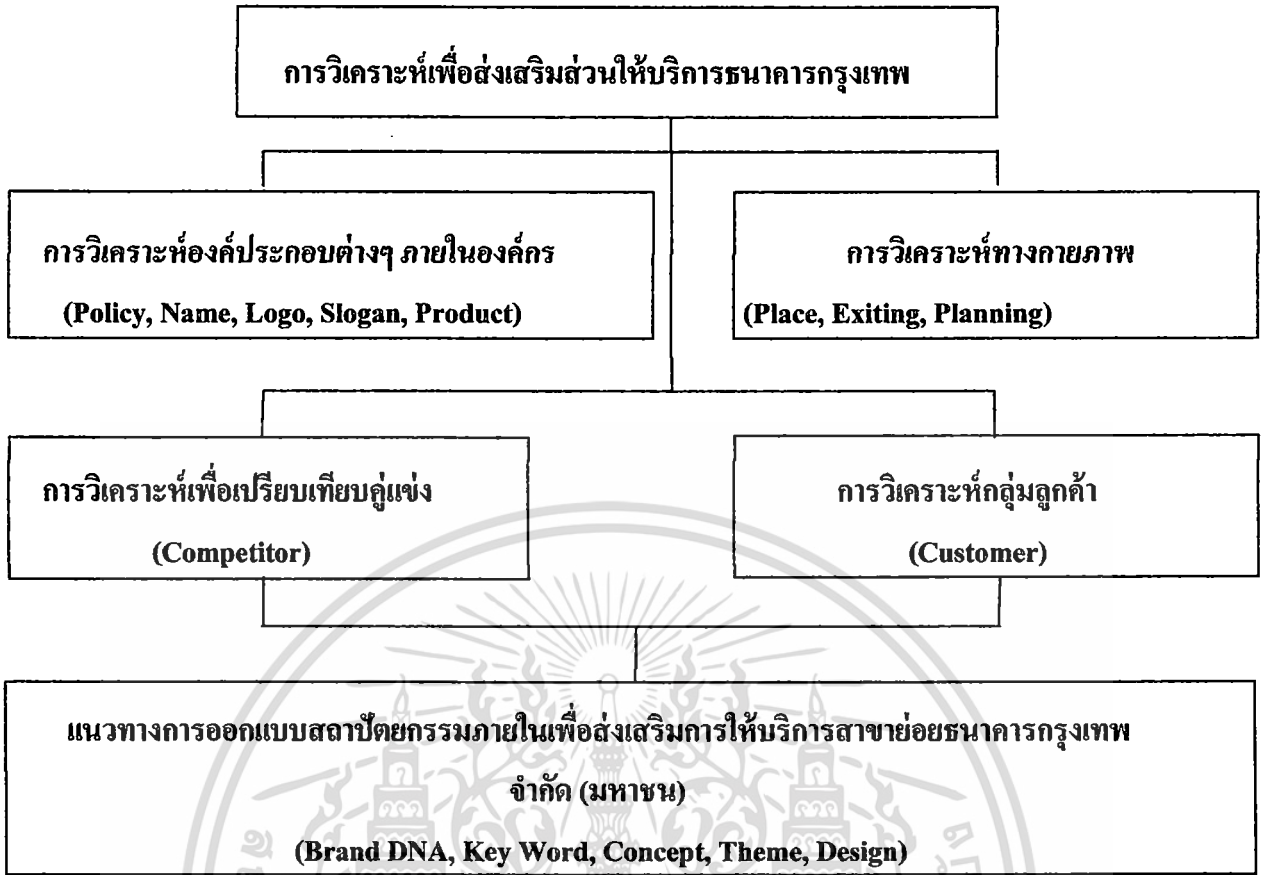 การวิเคราะห์เพื่อส่งเสริมส่วนให้บริการธนาคารกรุงเทพ
การวิเคราะห์องค์ประกอบต่างๆ ภายในองค์กร
(Policy, Name, Logo, Slogan, Product)
การวิเคราะห์ทางกายภาพ
(Place, Exiting, Planning)
การวิเคราะห์เพื่อเปรียบเทียบคู่แข่ง
(Competitor)
การวิเคราะห์กลุ่มลูกค้า
(Customer)
แนวทางการออกแบบสถาปัตยกรรมภายในเพื่อส่งเสริมการให้บริการสาขาย่อยธนาคารกรุงเทพ
จำกัด (มหาชน)
(Brand DNA, Key Word, Concept, Theme, Design)